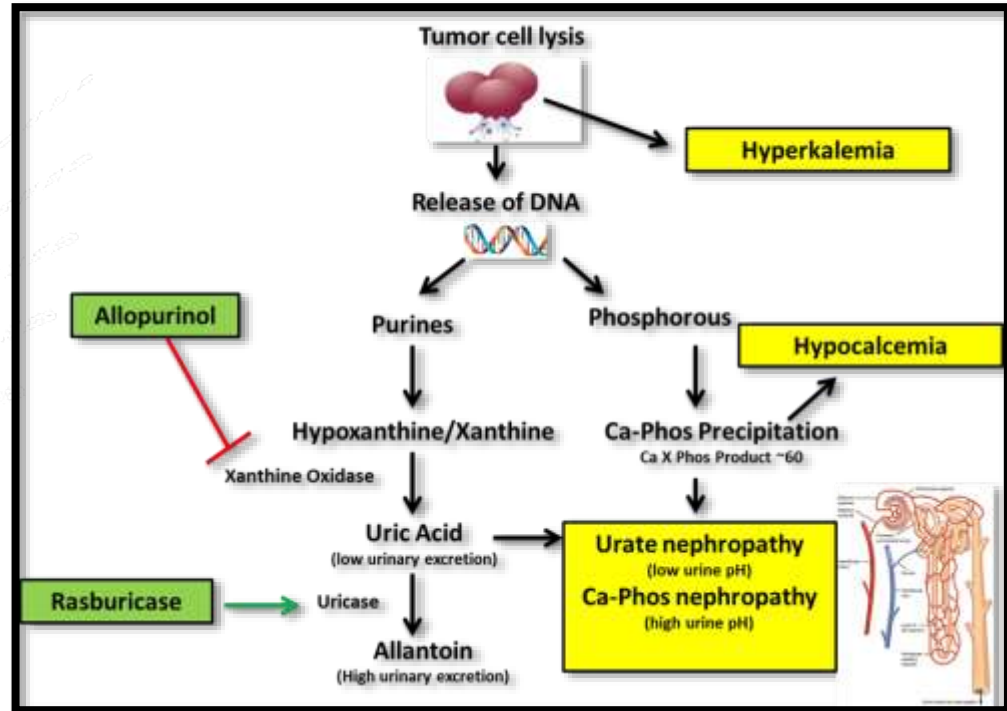 Tumor cell lysis
Hyperkalemia
Release of DNA
Allopurinol
Purines
Phosphorous
Hypocalcemia
Hypoxanthine/Xanthine
Ca-Phos Precipitation
Ca X Phos Product ~60
Xanthine Oxidase
Uric Acid
(low urinary excretion)
Urate nephropathy
(low urine pH)
Ca-Phos nephropathy
(high urine pH)
Rasburicase
Uricase
Allantoin
(High urinary excretion)